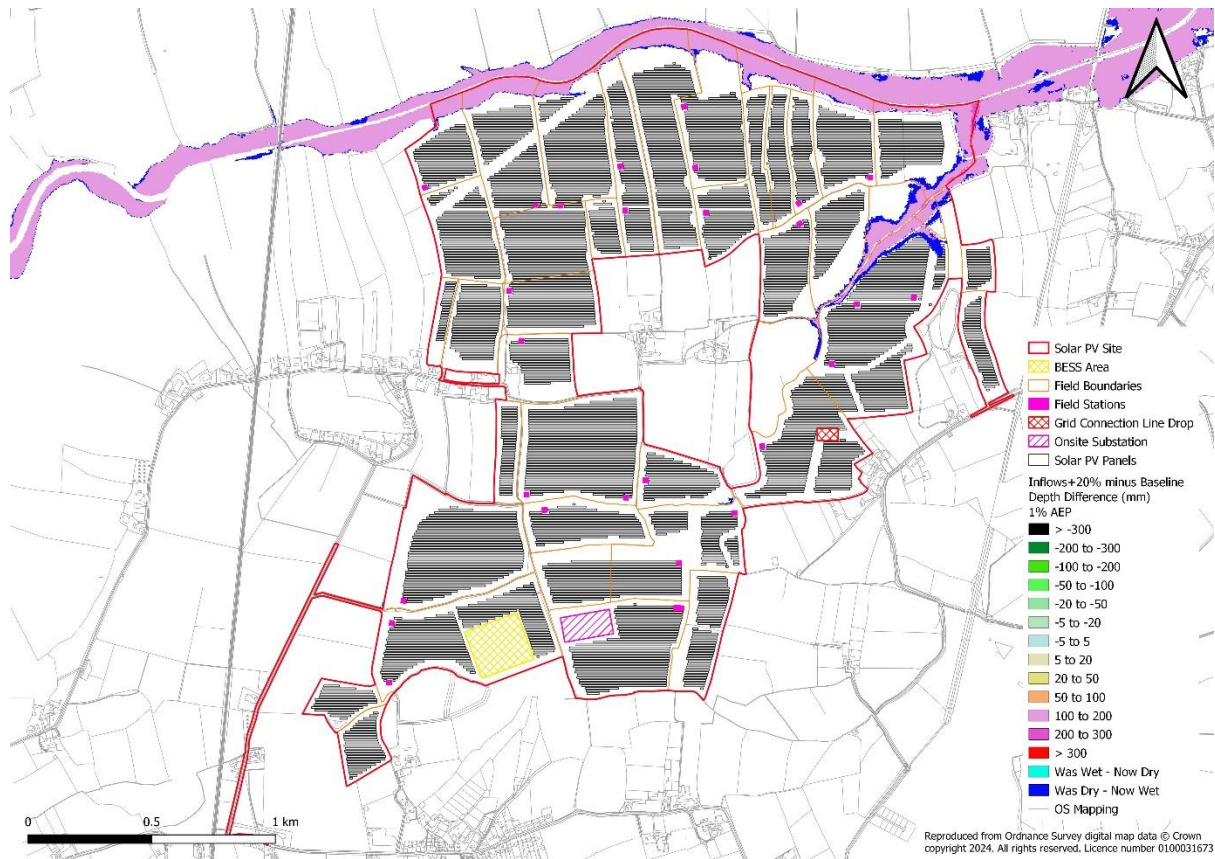 Solar PV Site
BESS Area
Field Boundaries
Field Stations
Grid Connection Line Drop
Onsite Substation
Solar PV Panels
Inflows+20% minus Baseline
Depth Difference (mm)
1% AEP
> -300
-200 to -300
-100 to -200
-50 to -100
-20 to -50
-5 to -20
-5 to 5
5 to 20
20 to 50
50 to 100
100 to 200
200 to 300
> 300
Was Wet - Now Dry
Was Dry - Now Wet
OS Mapping
0 0.5 1 km
Reproduced from Ordnance Survey digital map data © Crown
copyright 2024. All rights reserved. Licence number 0100031673